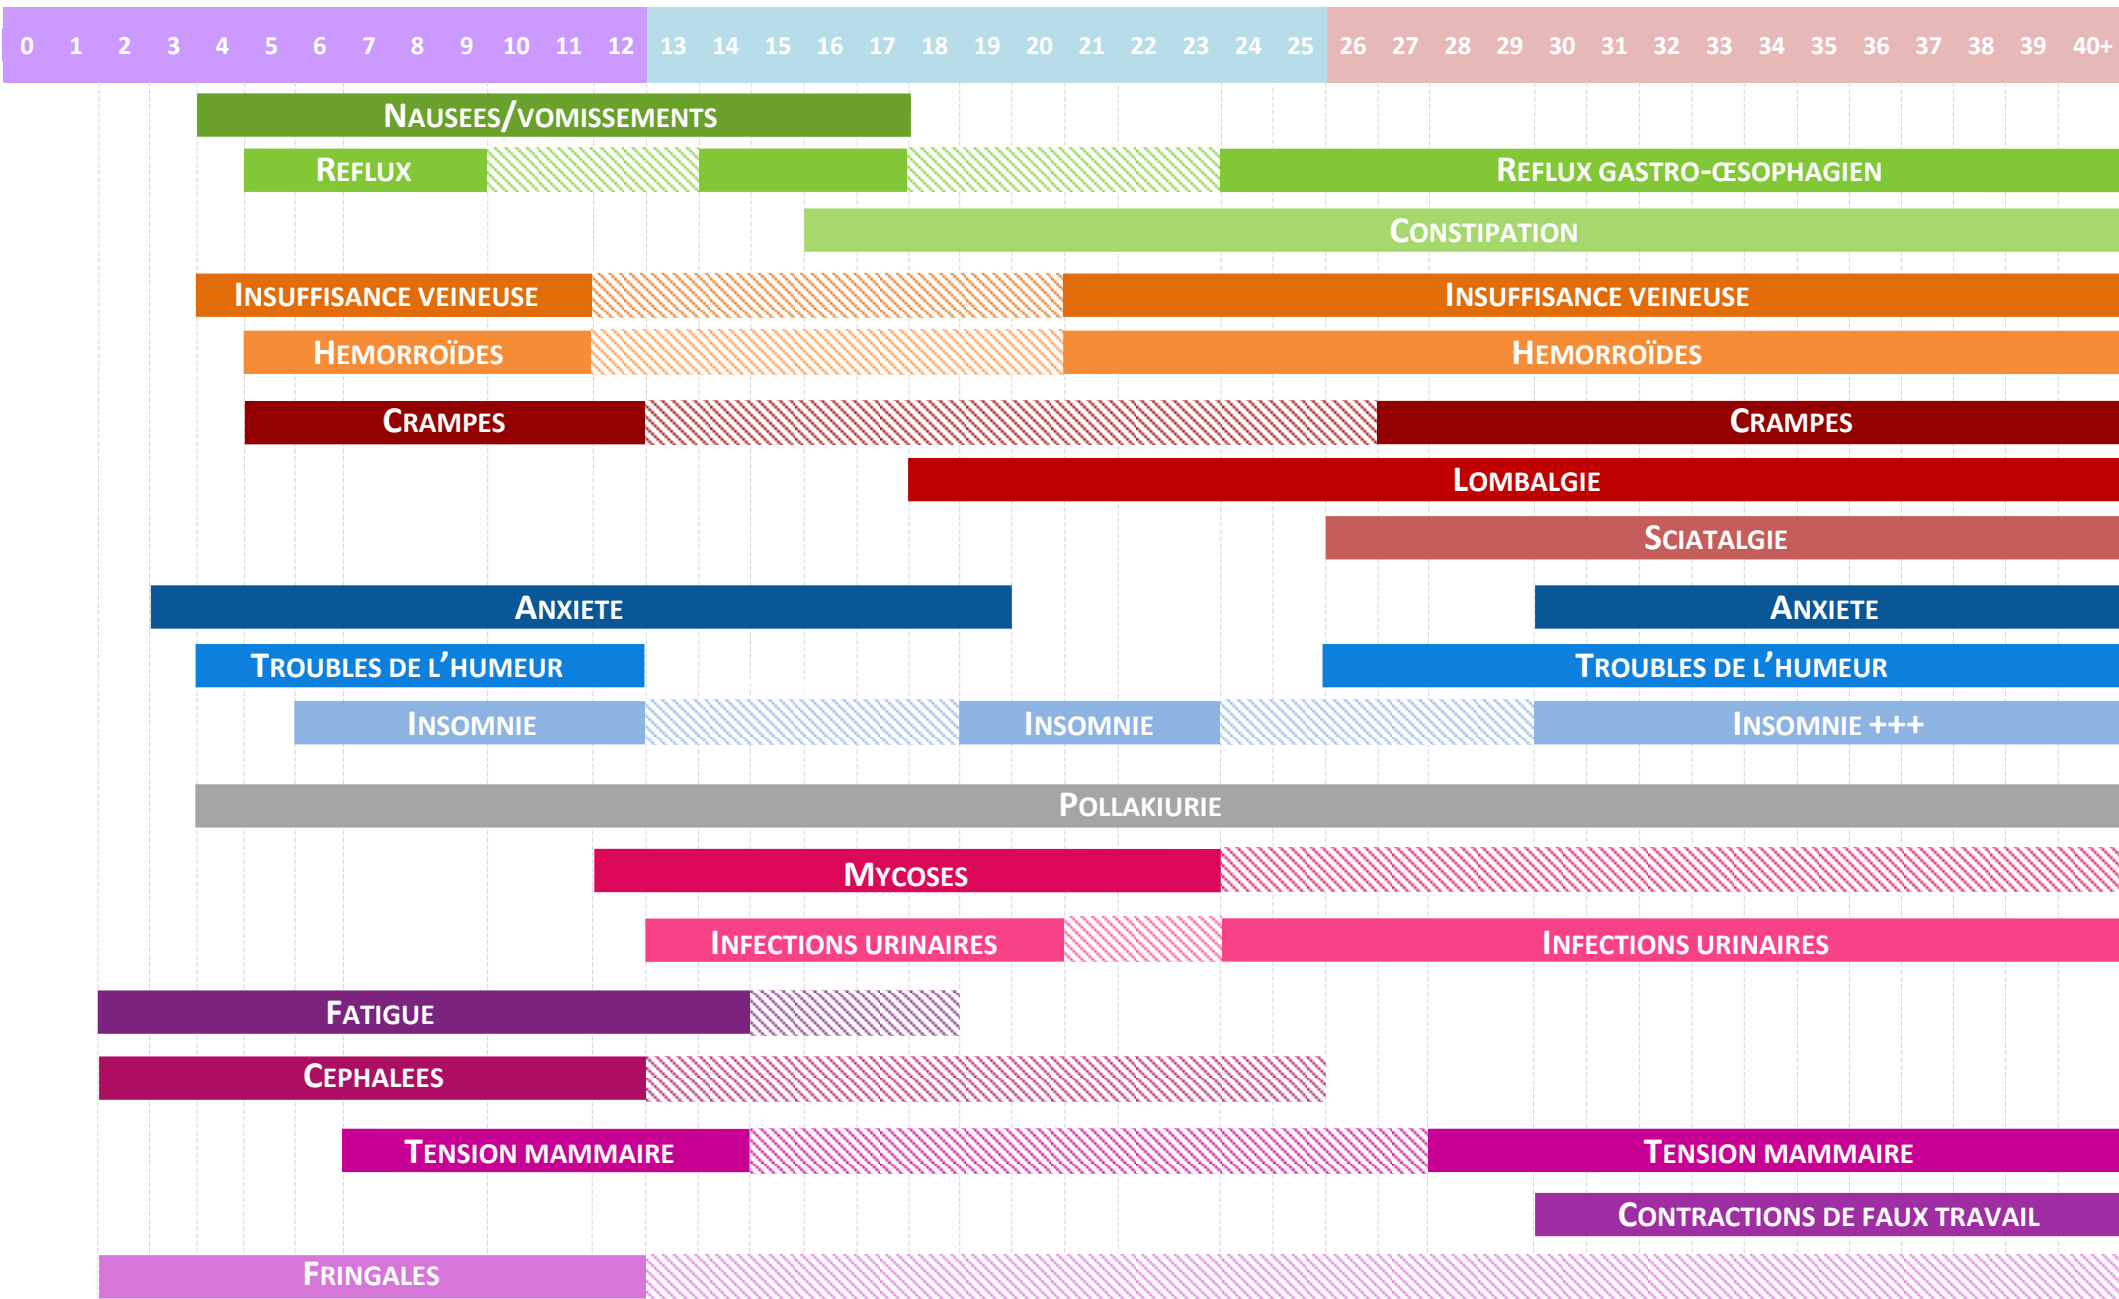 0 1 2 3 4 5 6 7 8 9 10 11 12 13 14 15 16 17 18 19 20 21 22 23 24 25 26 27 28 29 30 31 32 33 34 35 36 37 38 39 40+
NAUSEES/VOMISSEMENTS
REFLUX REFLUX GASTRO-ŒSOPHAGIEN
CONSTIPATION
INSUFFISANCE VEINEUSE INSUFFISANCE VEINEUSE
HEMORROÏDES HEMORROÏDES
CRAMPES CRAMPES
LOMBALGIE
SCIATALGIE
ANXIETE ANXIETE
TROUBLES DE L’HUMEUR TROUBLES DE L’HUMEUR
INSOMNIE INSOMNIE INSOMNIE +++
POLLAKIURIE
MYCOSES
INFECTIONS URINAIRES INFECTIONS URINAIRES
FATIGUE
CEPHALEES
TENSION MAMMAIRE TENSION MAMMAIRE
CONTRACTIONS DE FAUX TRAVAIL
FRINGALES